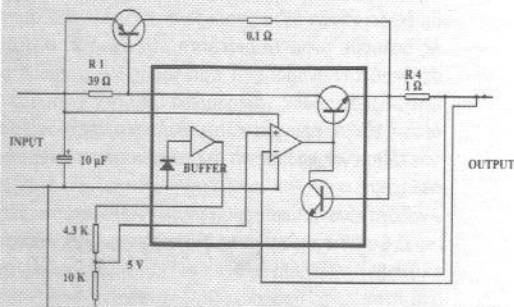 0.1 Ω
R 1
39 Ω
R 4
1 Ω
INPUT
10 µF
BUFFER
OUTPUT
4.3 K
5 V
10 K
+
−
+